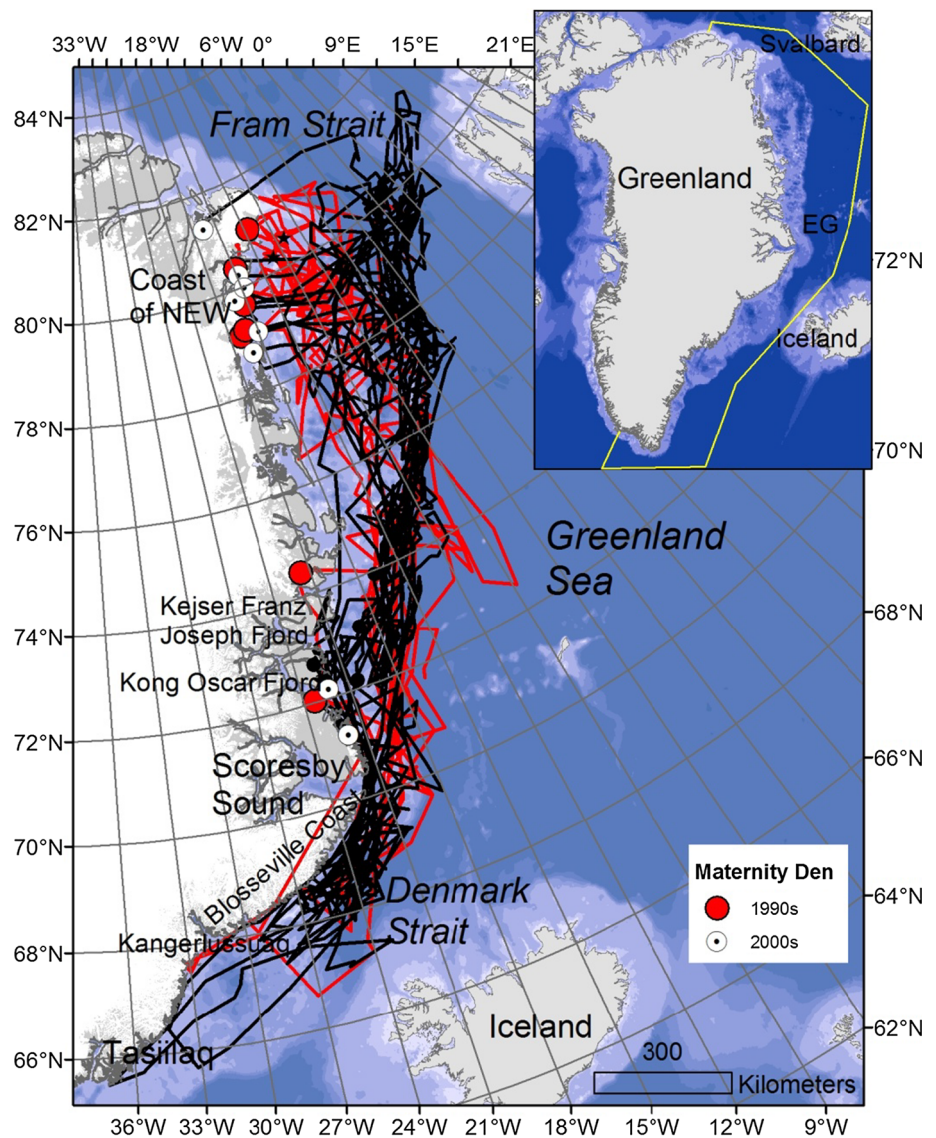 33°W 18°W 6°W 0° 9°E 15°E 21°E
84°N
82°N
80°N
78°N
76°N
74°N
72°N
70°N
68°N
66°N
Fram Strait
Svalbard
Greenland
EG
Iceland
72°N
70°N
68°N
66°N
64°N
62°N
Coast
of NEW
Greenland
Sea
Kejser Franz
Joseph Fjord
Kong Oscar Fjord
Scoresby
Sound
Blosseville Coast
Denmark
Strait
Kangerlussuaq
Tasiilaq
Iceland
Maternity Den
1990s
2000s
300
Kilometers
36°W 33°W 30°W 27°W 24°W 21°W 18°W 15°W 12°W 9°W